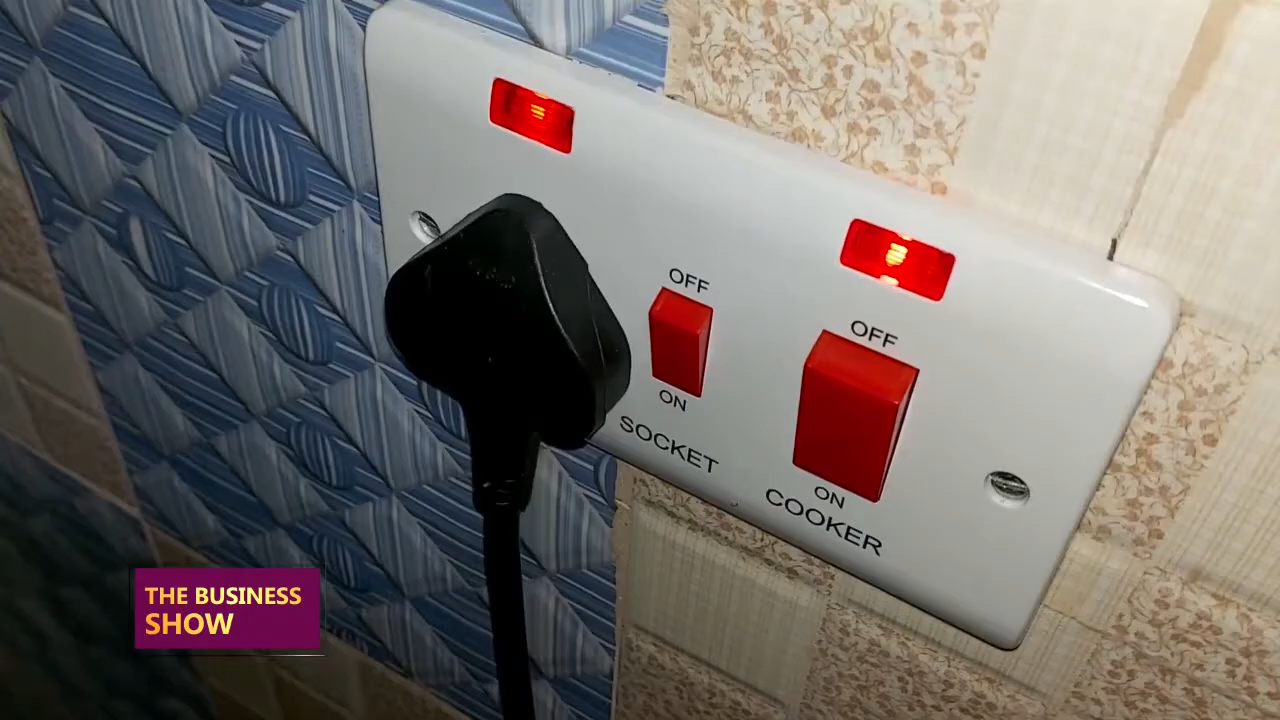 OFF
ON
SOCKET
OFF
ON
COOKER
THE BUSINESS
SHOW